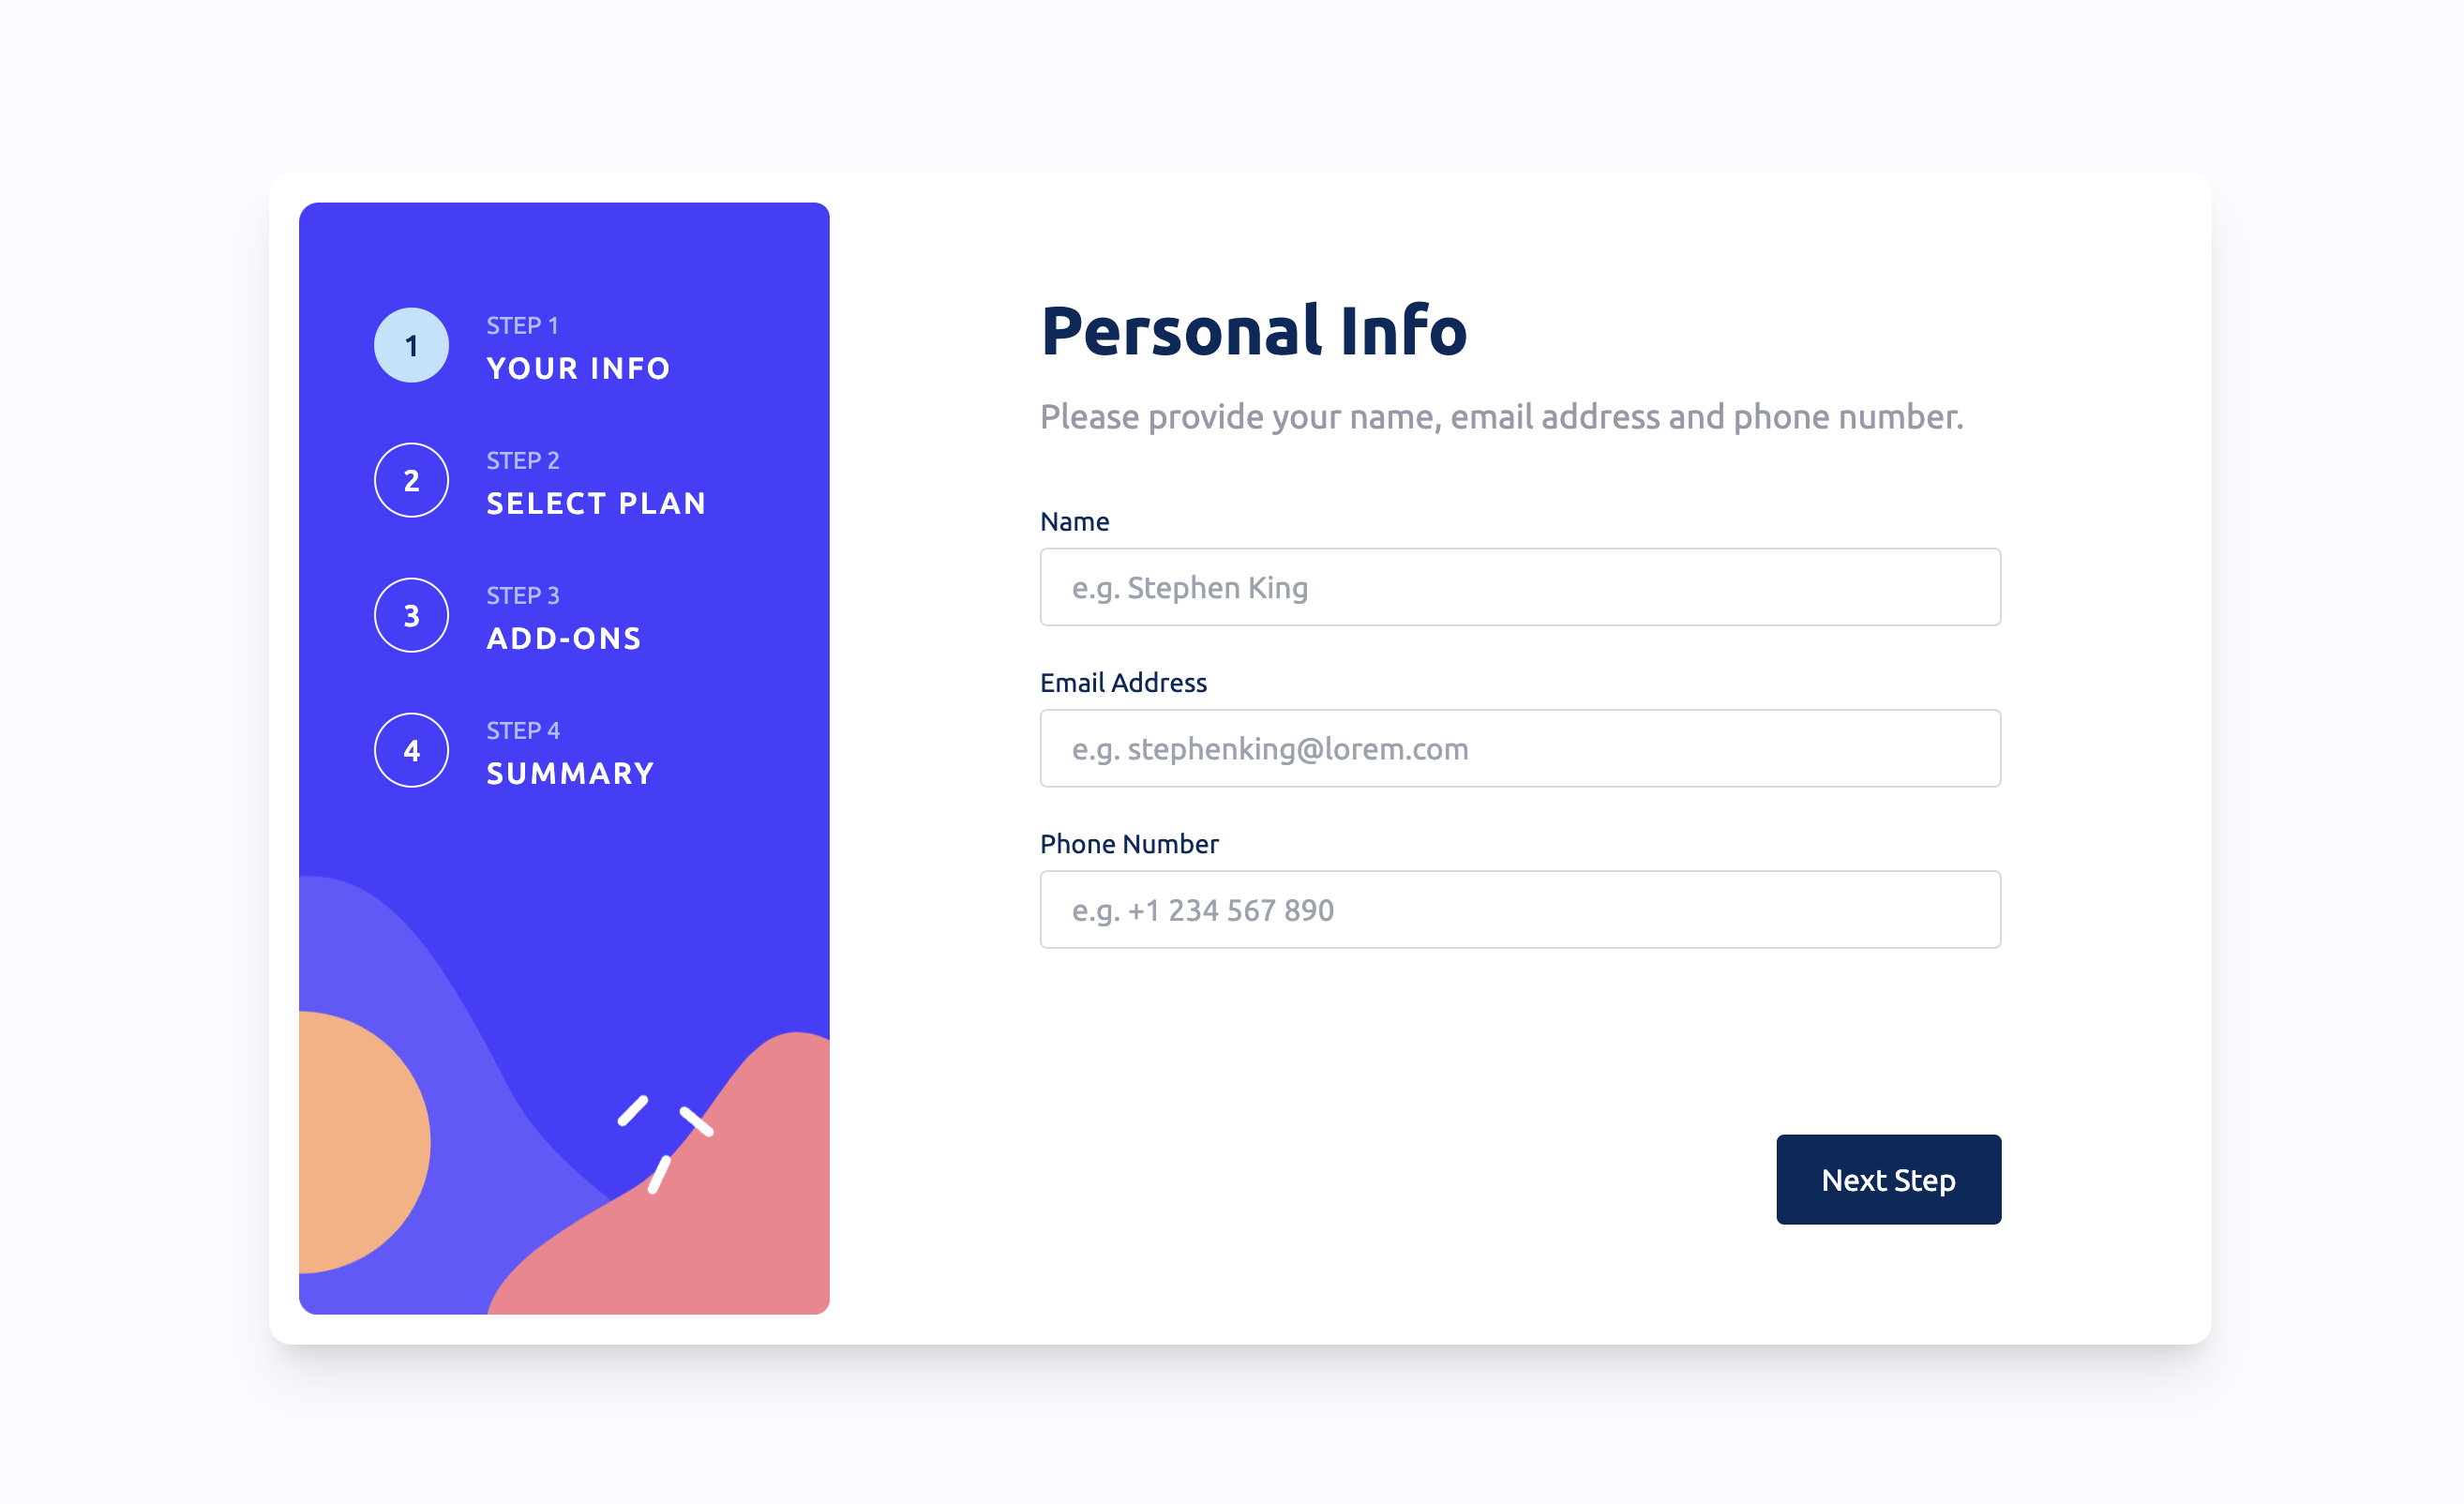 1
STEP 1
YOUR INFO
2
STEP 2
SELECT PLAN
3
STEP 3
ADD-ONS
4
STEP 4
SUMMARY
Personal Info
Please provide your name, email address and phone number.
Name
e.g. Stephen King
Email Address
e.g. stephenking@lorem.com
Phone Number
e.g. +1 234 567 890
Next Step